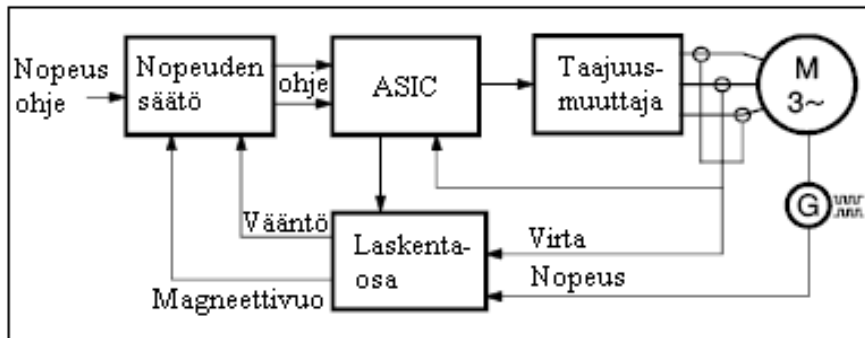 Nopeus
ohje
Nopeuden
säätö
ohje
ASIC
Taajuus-
muuttaja
M
3~
G
Vääntö
Magneettivuo
Laskenta-
osa
Virta
Nopeus